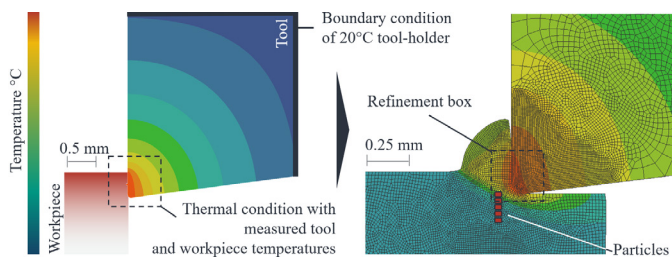 Temperature °C
0.5 mm
Workpiece
Tool
Boundary condition
of 20°C tool-holder
Thermal condition with
measured tool
and workpiece temperatures
Refinement box
0.25 mm
Particles